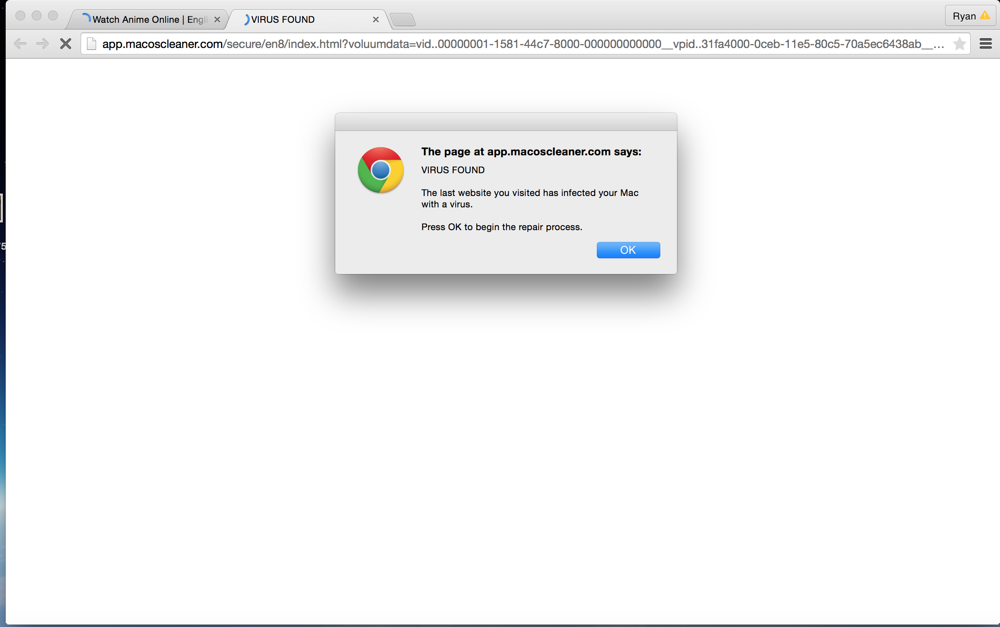 Watch Anime Online | Engli
VIRUS FOUND
Ryan
app.macoscleaner.com/secure/en8/index.html?voluumdata=vid..00000001-1581-44c7-8000-000000000000__vpid..31fa4000-0ceb-11e5-80c5-70a5ec6438ab__...
The page at app.macoscleaner.com says:
VIRUS FOUND
The last website you visited has infected your Mac
with a virus.
Press OK to begin the repair process.
OK